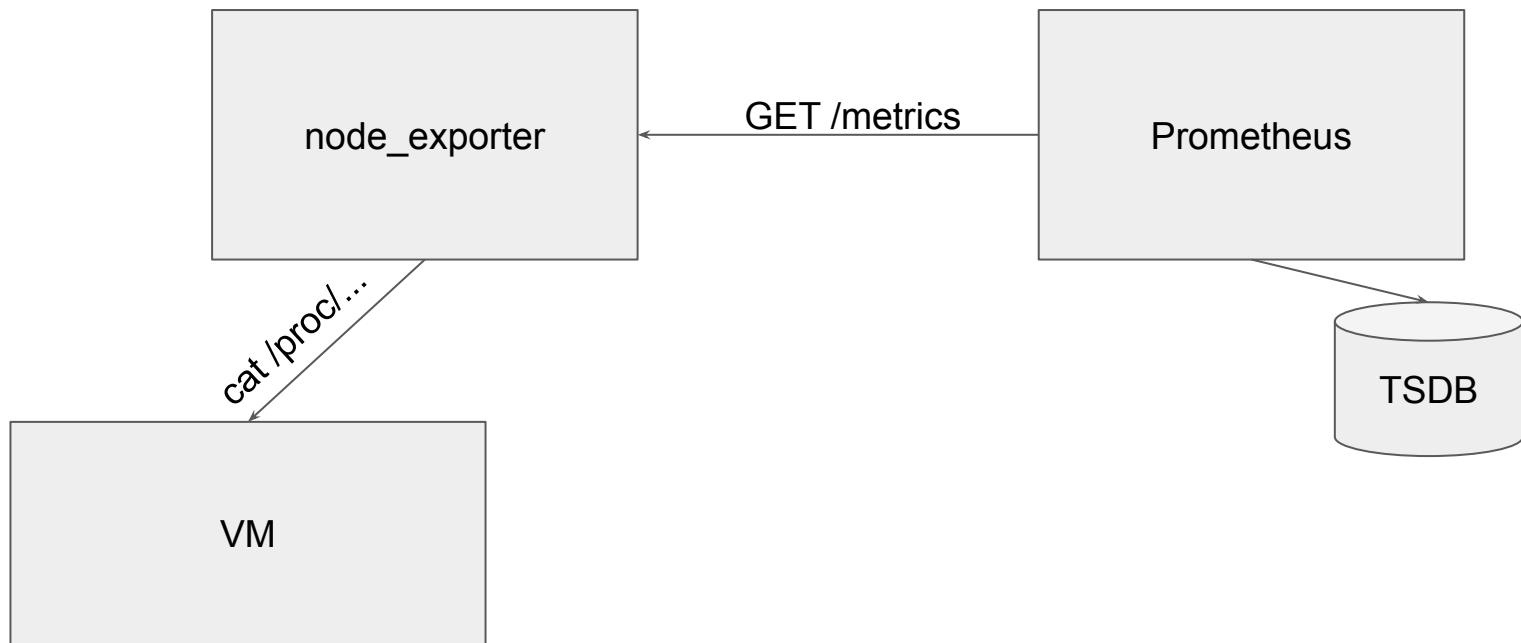 node_exporter
GET /metrics
Prometheus
cat /proc/...
TSDB
VM